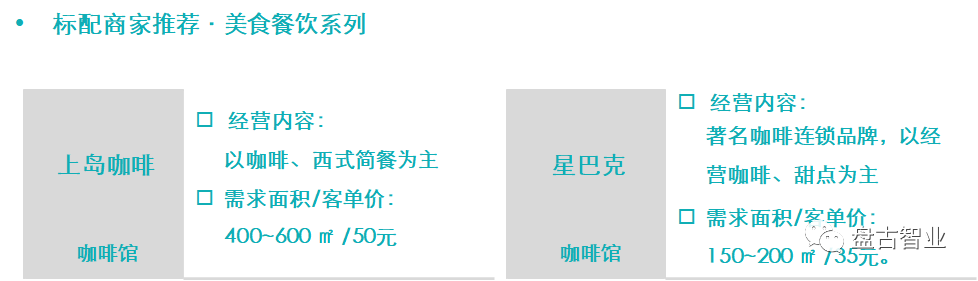 • 标配商家推荐·美食餐饮系列
上岛咖啡
咖啡馆
□ 经营内容：
以咖啡、西式简餐为主
□ 需求面积/客单价：
400~600 ㎡ /50元
星巴克
咖啡馆
□ 经营内容：
著名咖啡连锁品牌，以经
营咖啡、甜点为主
□ 需求面积/客单价：
150~200 ㎡ /35元。
盘古智业